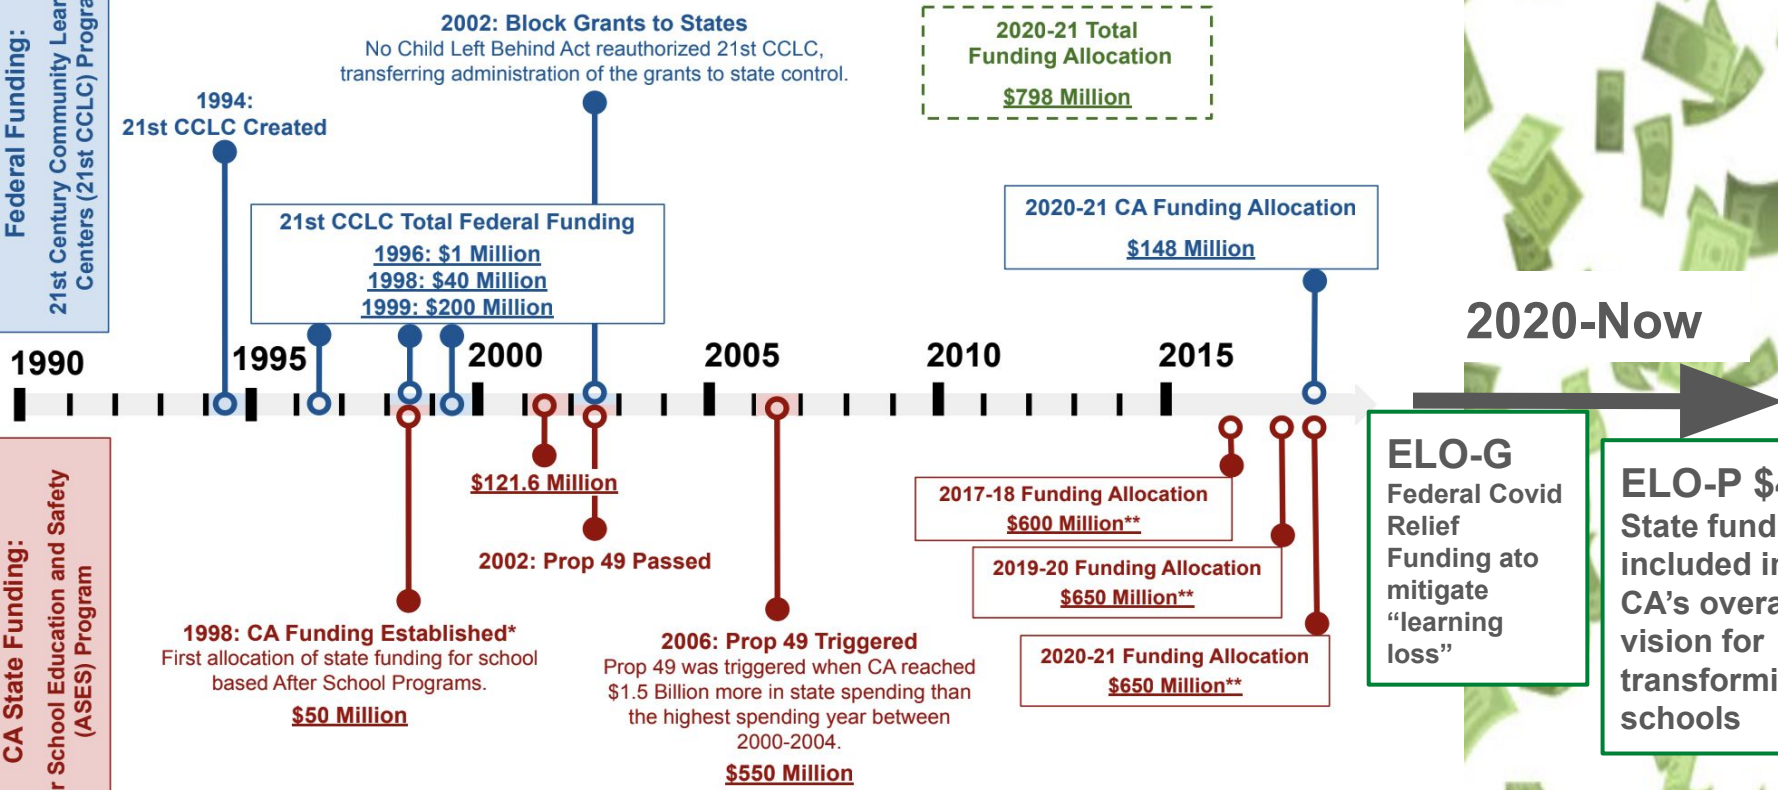 Federal Funding:
21st Century Community
Centers (21st CCLC)
2002: Block Grants to States
No Child Left Behind Act reauthorized 21st CCLC,
transferring administration of the grants to state control.
2020-21 Total
Funding Allocation
$798 Million
1994:
21st CCLC Created
21st CCLC Total Federal Funding
1996: $1 Million
1998: $40 Million
1999: $200 Million
2020-21 CA Funding Allocation
$148 Million
2020-Now
1990
1995
2000
2005
2010
2015
CA State Funding:
School Education and Safety
(ASES) Program
$121.6 Million
2002: Prop 49 Passed
1998: CA Funding Established*
First allocation of state funding for school
based After School Programs.
$50 Million
2006: Prop 49 Triggered
Prop 49 was triggered when CA reached
$1.5 Billion more in state spending than
the highest spending year between
2000-2004.
$550 Million
2017-18 Funding Allocation
$600 Million**
2019-20 Funding Allocation
$650 Million**
2020-21 Funding Allocation
$650 Million**
ELO-G
Federal Covid
Relief
Funding ato
mitigate
“learning
loss”
ELO-P
State
included
CA’s
vision for
schools